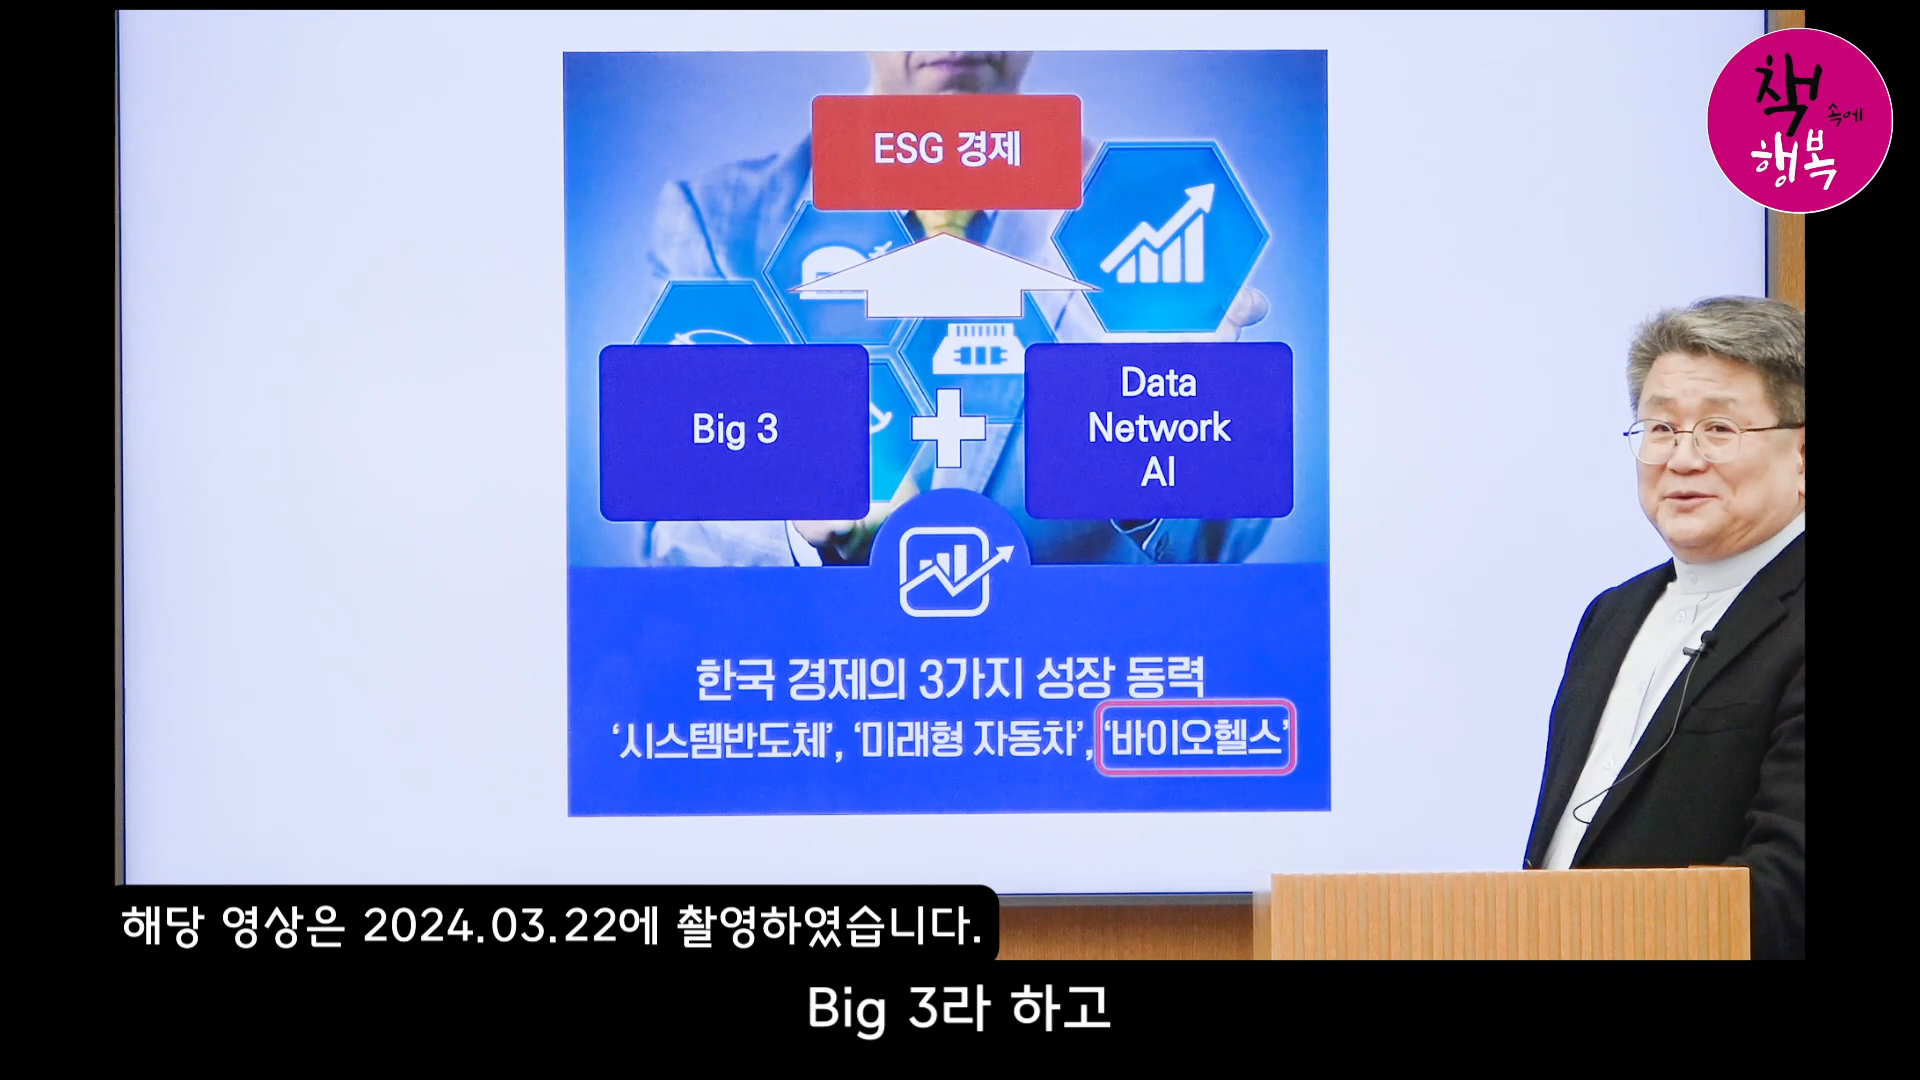 책
속에
행복
ESG 경제
Big 3
Data
Network
AI
한국 경제의 3가지 성장 동력
‘시스템반도체’, ‘미래형 자동차’, ‘바이오헬스’
해당 영상은 2024.03.22에 촬영하였습니다.
Big 3라 하고